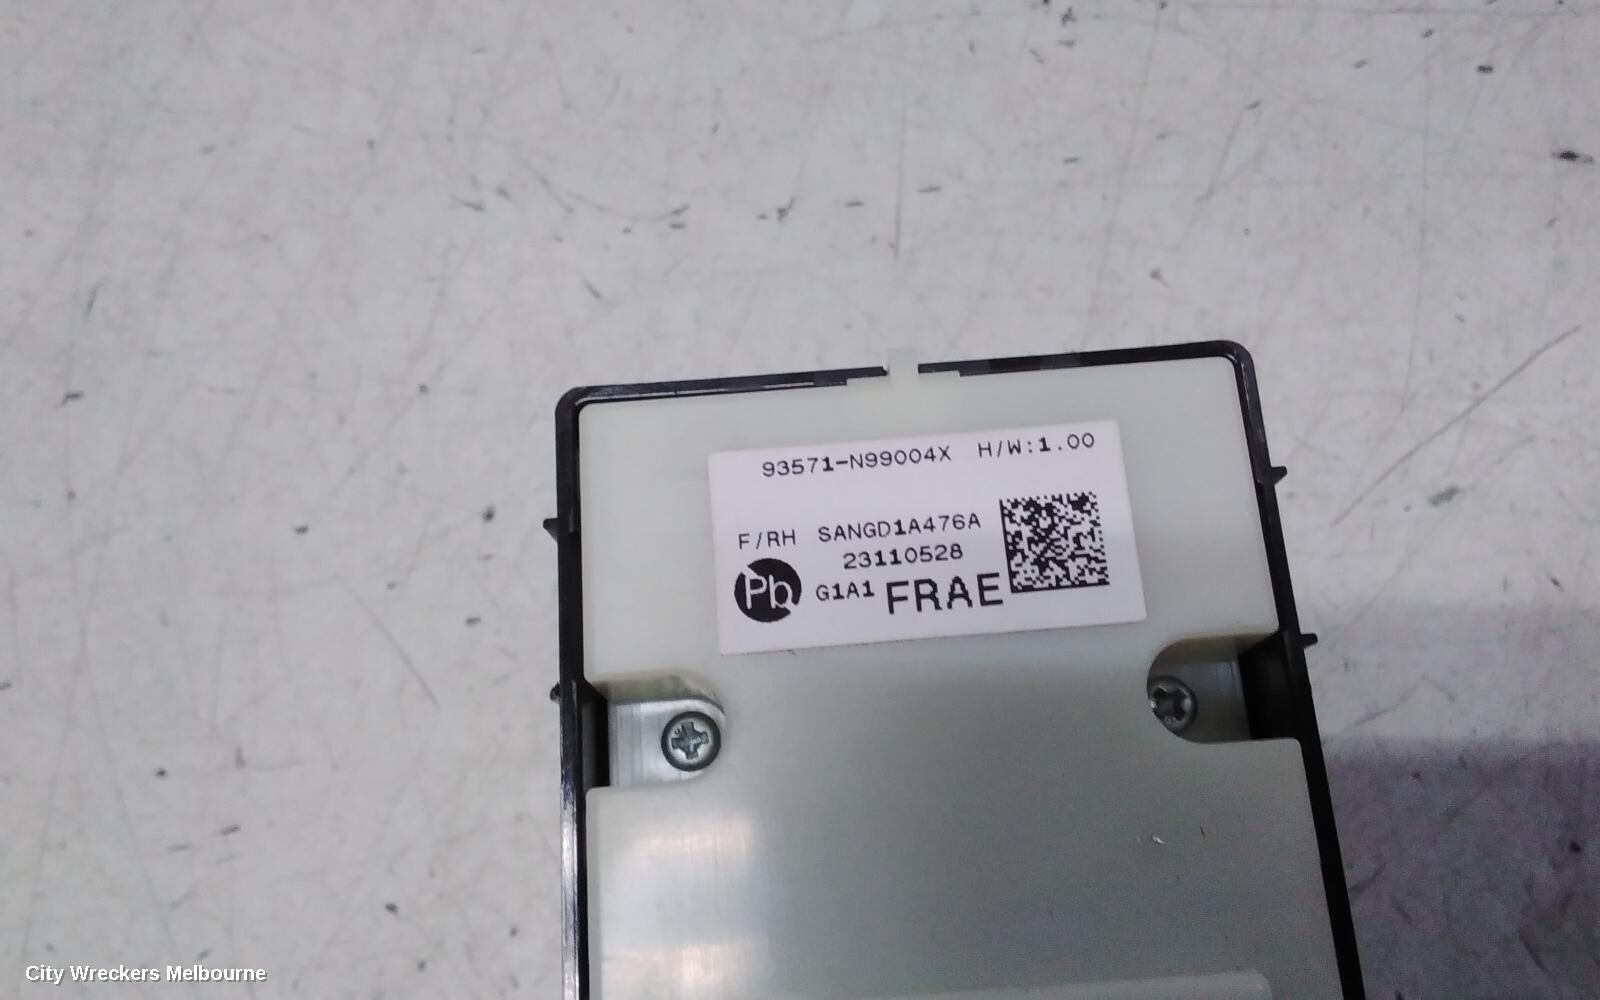 93571-N99004X H/W:1.00
F/RH SANGD1A476A
23110528
Pb G1A1 FRAE
City Wreckers Melbourne